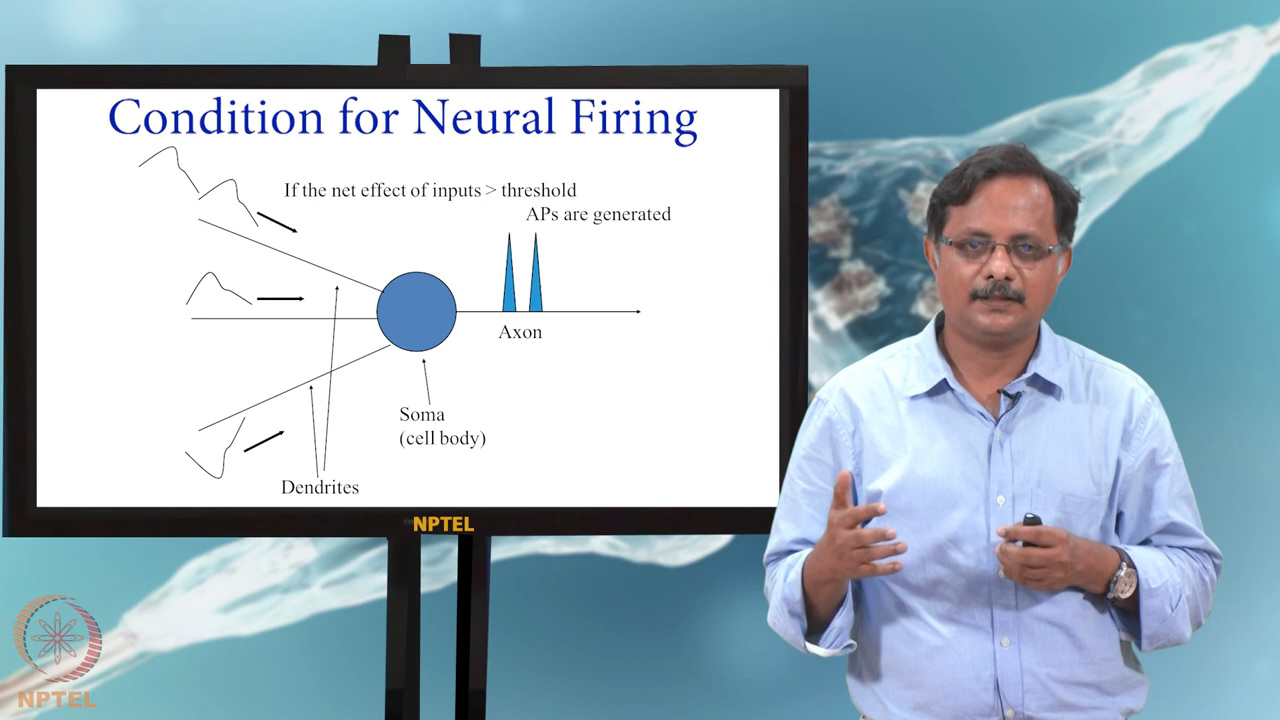 Condition for Neural Firing
If the net effect of inputs > threshold
APs are generated
Axon
Soma
(cell body)
Dendrites
NPTEL
NPTEL